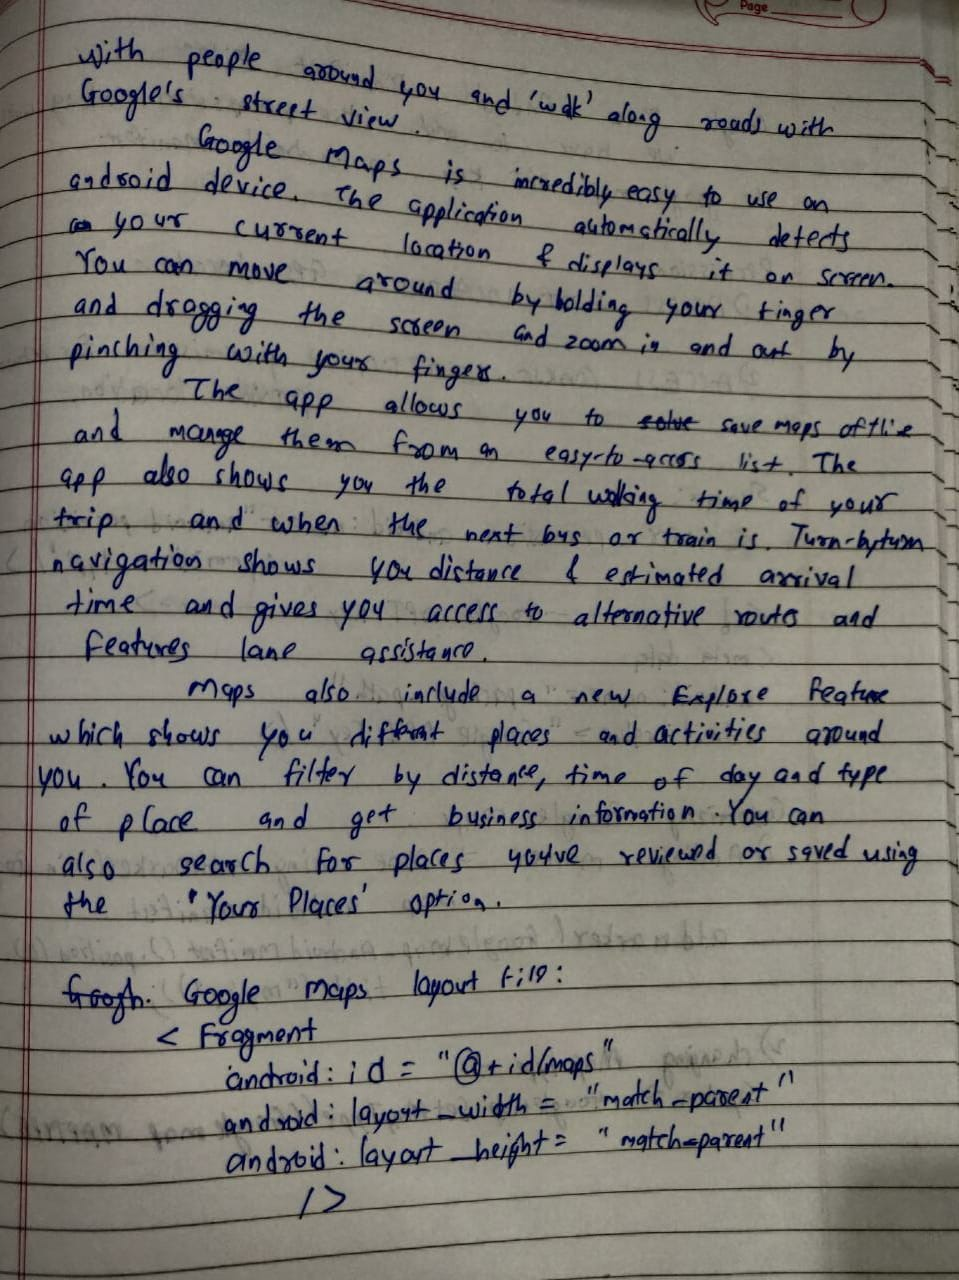 Page
with people around you and 'walk' along roads with
Google's street view.
Google Maps is incredibly easy to use on
android device. The application automatically detects
your current location & displays it on screen.
You can move around by holding your finger
and dragging the screen and zoom in and out by
pinching with your fingers.
The app allows you to solve save maps offline
and manage them from an easy-to-access list. The
app also shows you the total walking time of your
trip, and when the next bus or train is. Turn-by-turn
navigation shows you distance & estimated arrival
time and gives you access to alternative routes and
features lane assistance.
Maps also include a new Explore feature
which shows you different places and activities around
you. You can filter by distance, time of day and type
of place and get business information. You can
also search for places you've reviewed or saved using
the 'Your Places' option.
Google Maps layout file:
< Fragment
android: id = "@+id/maps"
android: layout_width = "match-parent"
android: layout_height = "match-parent"
/>